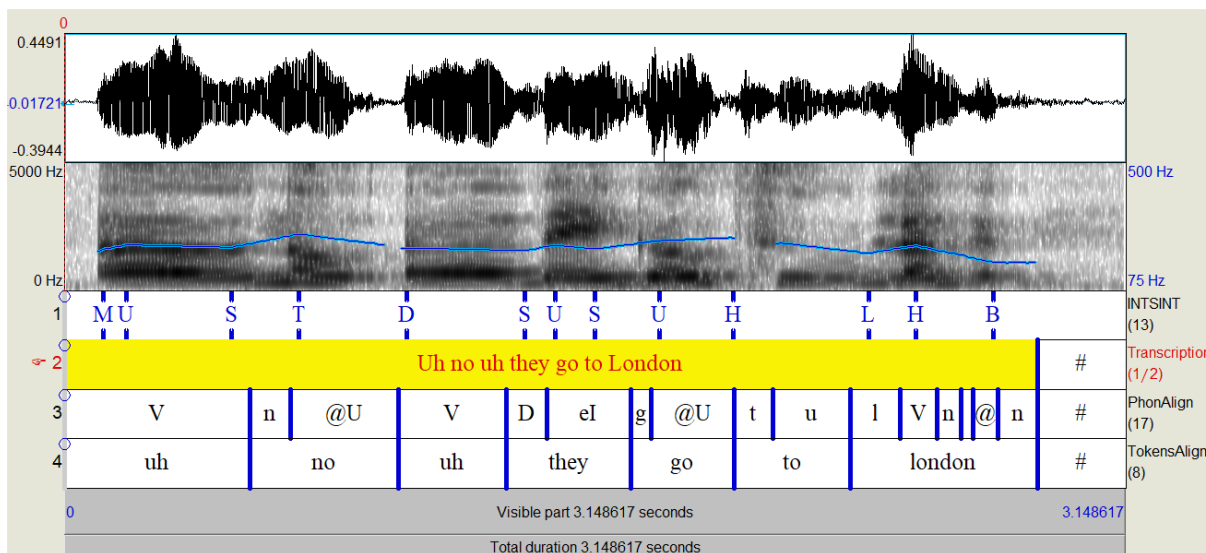 0
0.4491
-0.01721
-0.3944
5000 Hz
0 Hz
500 Hz
75 Hz
1 M U S T D S U S U H L H B INTSINT (13)
☞ 2 Uh no uh they go to London # Transcription (1/2)
3 V n @U V D eI g @U t u l V n @ n # PhonAlign (17)
4 uh no uh they go to london # TokensAlign (8)
0 Visible part 3.148617 seconds 3.148617
Total duration 3.148617 seconds